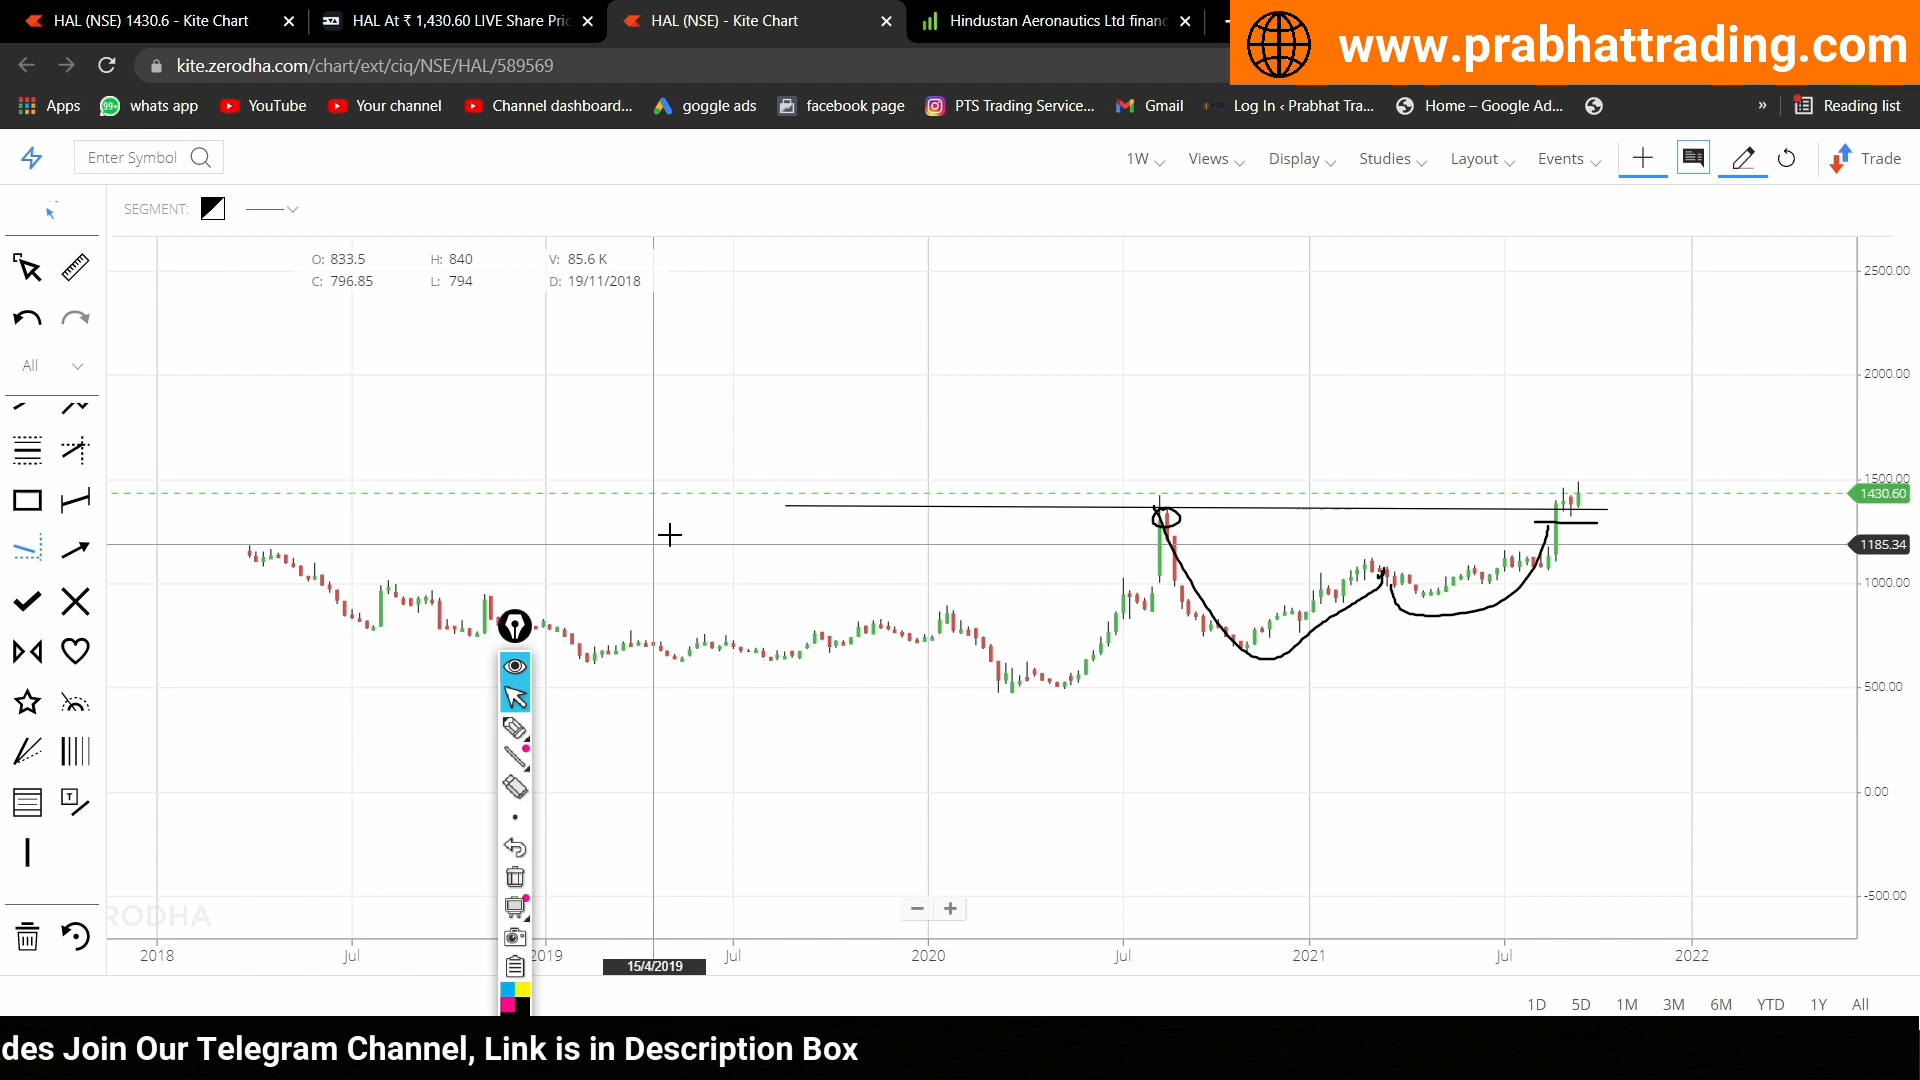 HAL (NSE) 1430.6 - Kite Chart
HAL At ₹ 1,430.60 LIVE Share Pric
HAL (NSE) - Kite Chart
Hindustan Aeronautics Ltd financ
www.prabhattrading.com
kite.zerodha.com/chart/ext/ciq/NSE/HAL/589569
Apps
99+
whats app
YouTube
Your channel
Channel dashboard...
goggle ads
facebook page
PTS Trading Service...
Gmail
Log In ‹ Prabhat Tra...
Home – Google Ad...
»
Reading list
Enter Symbol
1W
Views
Display
Studies
Layout
Events
Trade
SEGMENT:
O: 833.5 H: 840 V: 85.6 K
C: 796.85 L: 794 D: 19/11/2018
All
2500.00
2000.00
1500.00
1430.60
1185.34
1000.00
500.00
0.00
-500.00
RODHA
2018 Jul 2019 Jul 2020 Jul 2021 Jul 2022
15/4/2019
1D 5D 1M 3M 6M YTD 1Y All
des Join Our Telegram Channel, Link is in Description Box